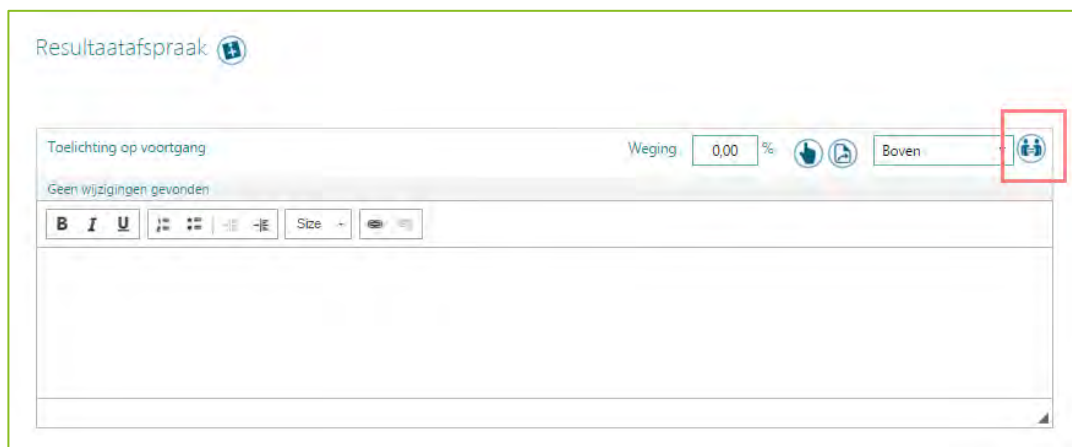 Resultaatafspraak
Toelichting op voortgang Weging 0,00 % Boven
Geen wijzigingen gevonden
B I U Size